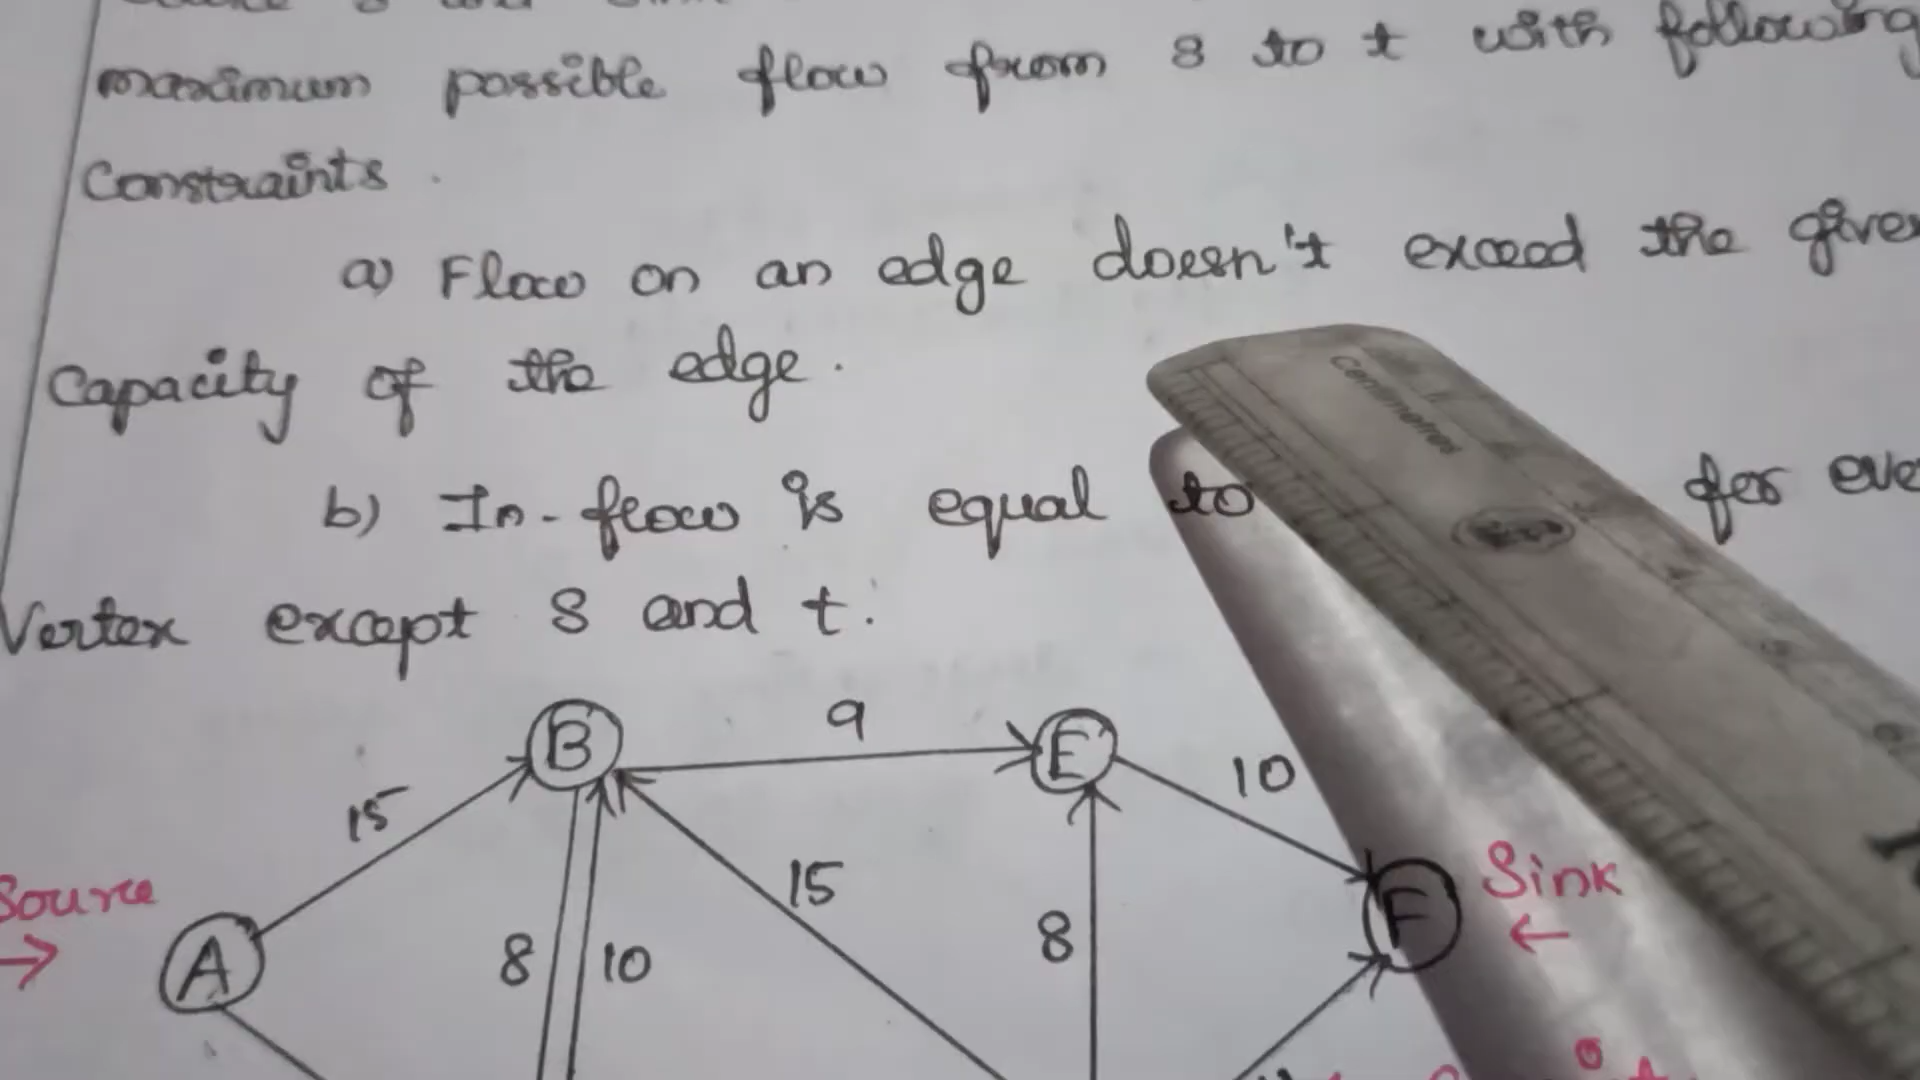 maximum possible flow from s to t with following
Constraints.
a) Flow on an edge doesn't exceed the given
Capacity of the edge.
b) In-flow is equal to for
Vertex except s and t.
B 9 E
15 10
Centimetres
Source 15 Sink
A 8 10 8 F